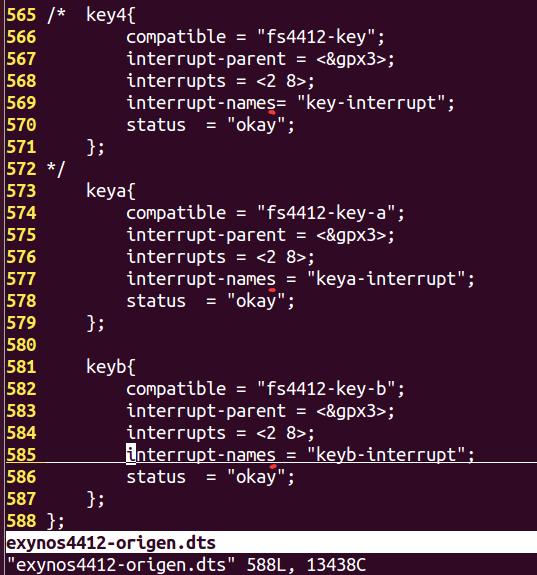 565 /*  key4{
566         compatible = "fs4412-key";
567         interrupt-parent = <&gpx3>;
568         interrupts = <2 8>;
569         interrupt-names= "key-interrupt";
570         status  = "okay";
571     };
572 */
573     keya{
574         compatible = "fs4412-key-a";
575         interrupt-parent = <&gpx3>;
576         interrupts = <2 8>;
577         interrupt-names = "keya-interrupt";
578         status  = "okay";
579     };
580
581     keyb{
582         compatible = "fs4412-key-b";
583         interrupt-parent = <&gpx3>;
584         interrupts = <2 8>;
585         interrupt-names = "keyb-interrupt";
586         status  = "okay";
587     };
588 };
exynos4412-origen.dts
"exynos4412-origen.dts" 588L, 13438C